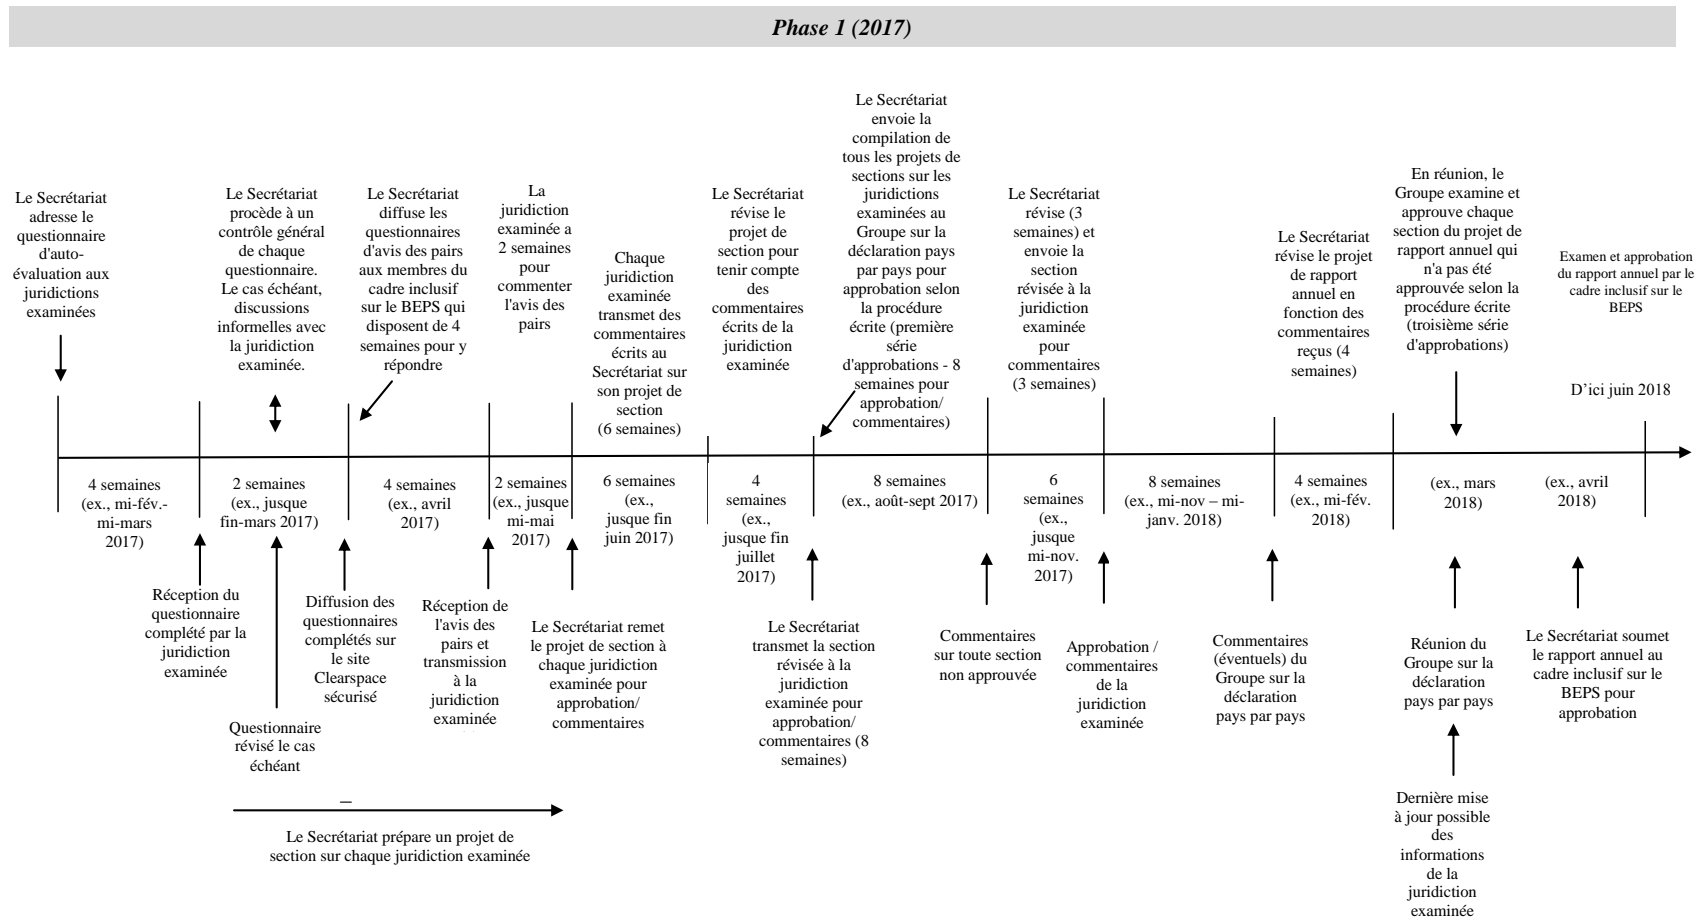 Phase 1 (2017)
Le Secrétariat
adresse le
questionnaire
d'auto-
évaluation aux
juridictions
examinées
Le Secrétariat
procède à un
contrôle général
de chaque
questionnaire.
Le cas échéant,
discussions
informelles avec
la juridiction
examinée.
Le Secrétariat
diffuse les
questionnaires
d'avis des pairs
aux membres du
cadre inclusif
sur le BEPS qui
disposent de 4
semaines pour y
répondre
La
juridiction
examinée a
2 semaines
pour
commenter
l'avis des
pairs
Chaque
juridiction
examinée
transmet des
commentaires
écrits au
Secrétariat sur
son projet de
section
(6 semaines)
Le Secrétariat
révise le
projet de
section pour
tenir compte
des
commentaires
écrits de la
juridiction
examinée
Le Secrétariat
envoie la
compilation de
tous les projets de
sections sur les
juridictions
examinées au
Groupe sur la
déclaration pays
par pays pour
approbation selon
la procédure
écrite (première
série
d'approbations - 8
semaines pour
approbation/
commentaires)
Le Secrétariat
révise (3
semaines) et
envoie la
section
révisée à la
juridiction
examinée
pour
commentaires
(3 semaines)
Le Secrétariat
révise le projet
de rapport
annuel en
fonction des
commentaires
reçus (4
semaines)
En réunion, le
Groupe examine et
approuve chaque
section du projet de
rapport annuel qui
n'a pas été
approuvée selon la
procédure écrite
(troisième série
d'approbations)
Examen et approbation
du rapport annuel par le
cadre inclusif sur le
BEPS
D'ici juin 2018
4 semaines
(ex., mi-fév.-
mi-mars
2017)
2 semaines
(ex., jusque
fin-mars 2017)
4 semaines
(ex., avril
2017)
2 semaines
(ex., jusque
mi-mai
2017)
6 semaines
(ex.,
jusque fin
juin 2017)
4
semaines
(ex.,
jusque fin
juillet
2017)
8 semaines
(ex., août-sept 2017)
6
semaines
(ex.,
jusque
mi-nov.
2017)
8 semaines
(ex., mi-nov – mi-
janv. 2018)
4 semaines
(ex., mi-fév.
2018)
(ex., mars
2018)
(ex., avril
2018)
Réception du
questionnaire
complété par la
juridiction
examinée
Questionnaire
révisé le cas
échéant
Diffusion des
questionnaires
complétés sur
le site
Clearspace
sécurisé
Réception de
l'avis des
pairs et
transmission
à la
juridiction
examinée
Le Secrétariat remet
le projet de section à
chaque juridiction
examinée pour
approbation/
commentaires
Le Secrétariat
transmet la section
révisée à la
juridiction
examinée pour
approbation/
commentaires (8
semaines)
Commentaires
sur toute section
non approuvée
Approbation /
commentaires
de la
juridiction
examinée
Commentaires
(éventuels) du
Groupe sur la
déclaration
pays par pays
Réunion du
Groupe sur la
déclaration
pays par pays
Dernière mise
à jour possible
des
informations
de la
juridiction
examinée
Le Secrétariat soumet
le rapport annuel au
cadre inclusif sur le
BEPS pour
approbation
Le Secrétariat prépare un projet de
section sur chaque juridiction examinée